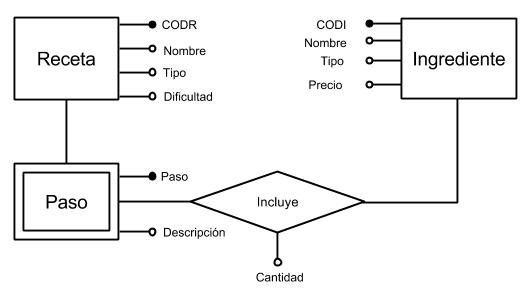 Receta
CODR
Nombre
Tipo
Dificultad
CODI
Nombre
Tipo
Precio
Ingrediente
Paso
Paso
Descripción
Incluye
Cantidad